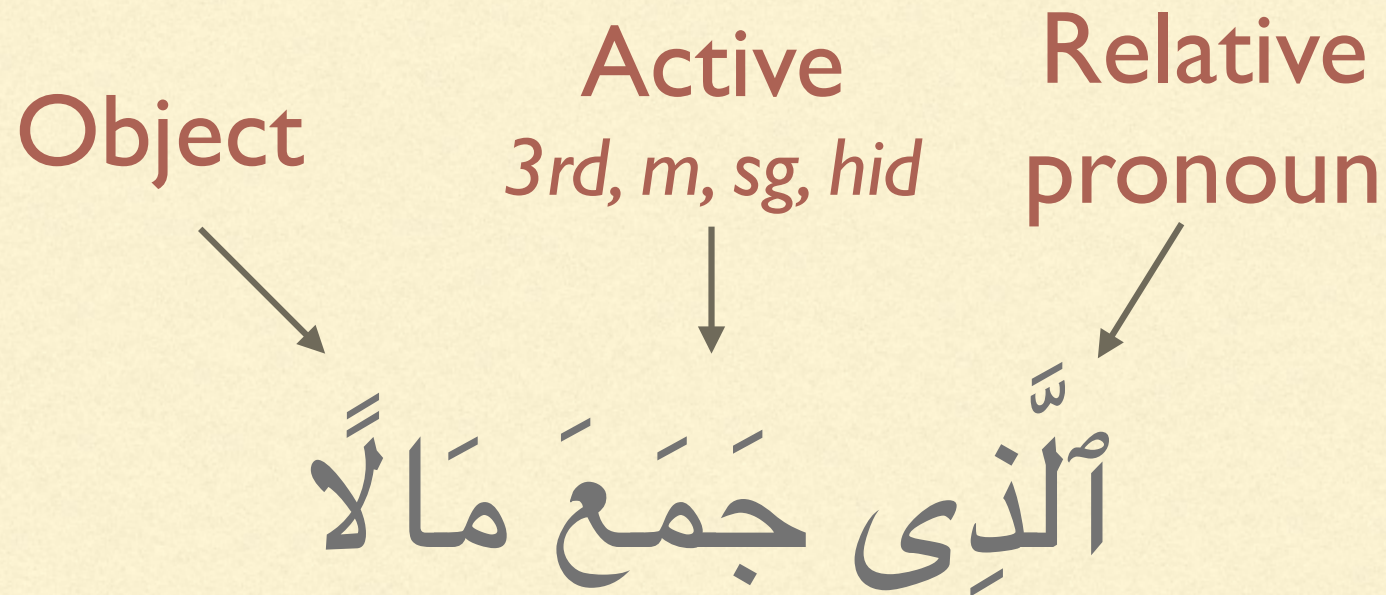 Object
Active
3rd, m, sg, hid
Relative
pronoun
ٱلَّذِى جَمَعَ مَالًا